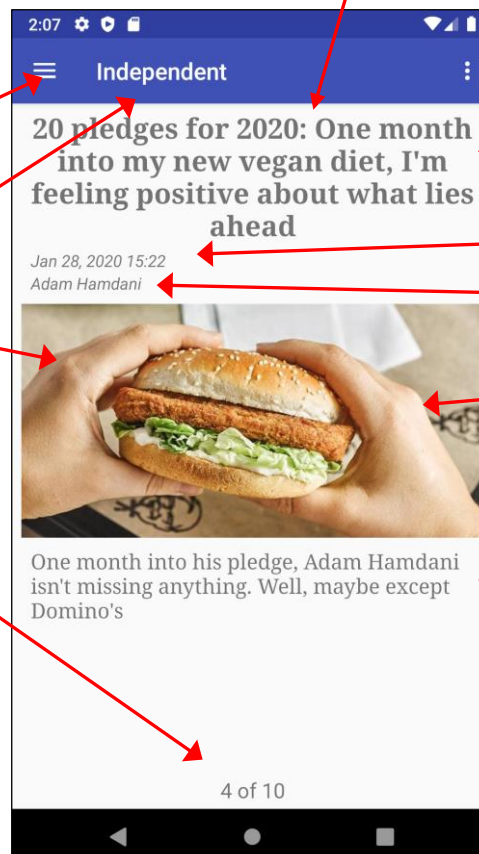 2:07
Independent
20 pledges for 2020: One month
into my new vegan diet, I'm
feeling positive about what lies
ahead
Jan 28, 2020 15:22
Adam Hamdani
One month into his pledge, Adam Hamdani
isn't missing anything. Well, maybe except
Domino's
4 of 10